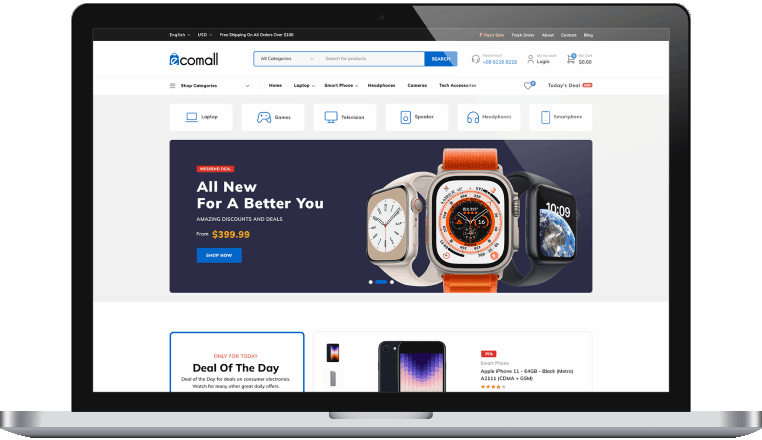 English USD Free Shipping On All Orders Over $100
Flash Sale Track Order About Contact Blog
ecomall
All Categories Search for products SEARCH
Need Help?
+08 9229 8228
My Account
Login
My Cart
$0.00
Shop Categories Home Laptop Smart Phone Headphones Cameras Tech Accessories
Today's Deal
Laptop Games Television Speaker Headphones Smartphone
WEEKEND DEAL
All New
For A Better You
AMAZING DISCOUNTS AND DEALS
From $399.99
SHOP NOW
10:09
ONLY FOR TODAY
Deal Of The Day
Deal of the Day for deals on consumer electronics.
Watch for many other great daily offers.
Smart Phone
Apple iPhone 11 - 64GB - Black (Metro)
A2111 (CDMA + GSM)